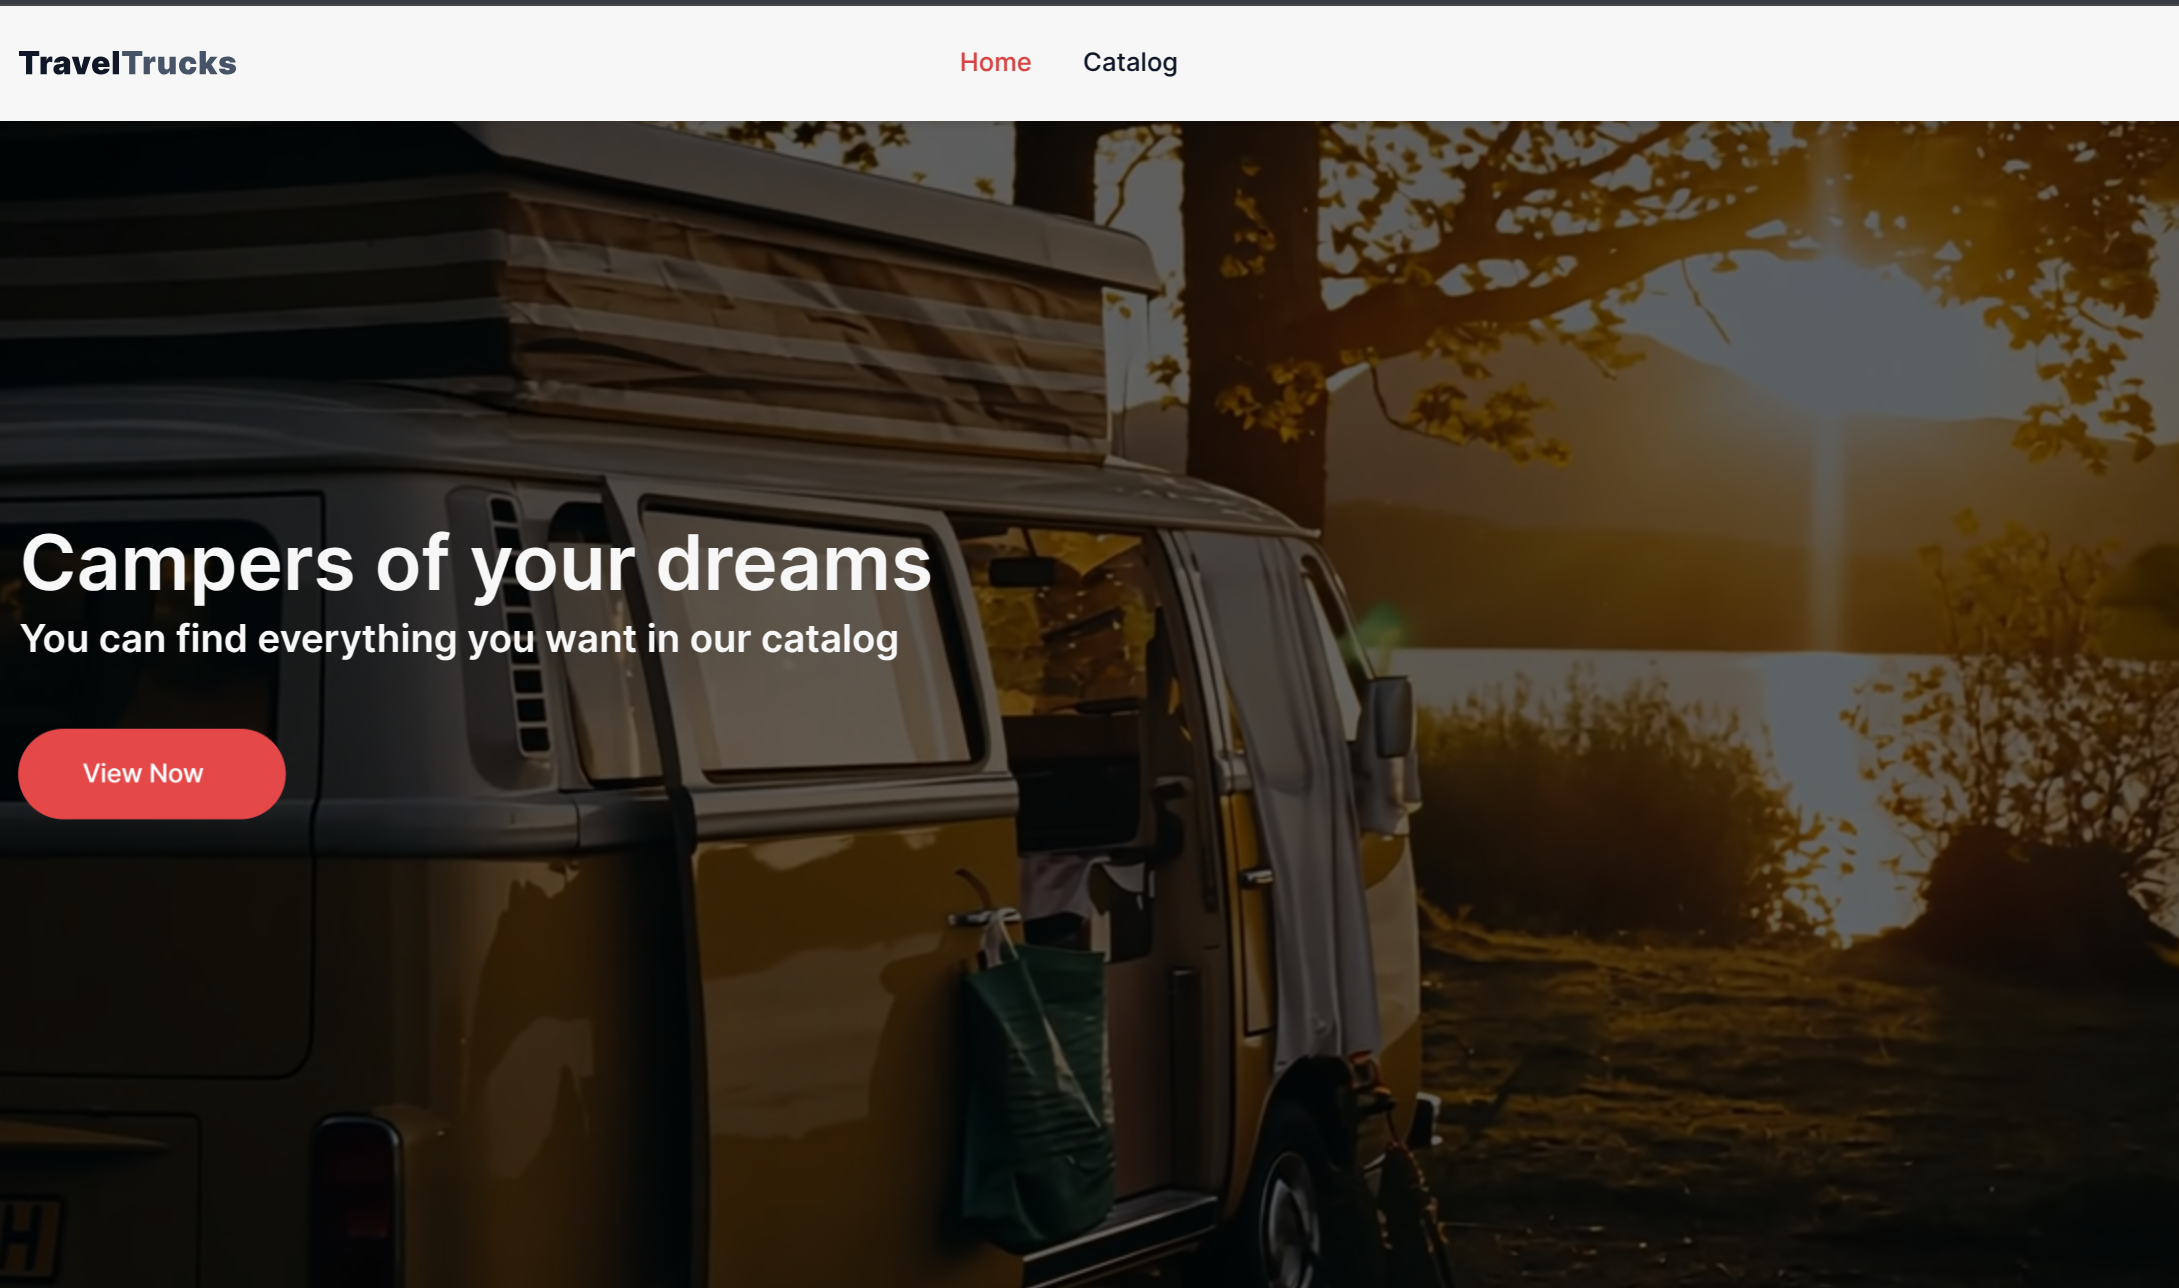 TravelTrucks
Home Catalog
Campers of your dreams
You can find everything you want in our catalog
View Now
H